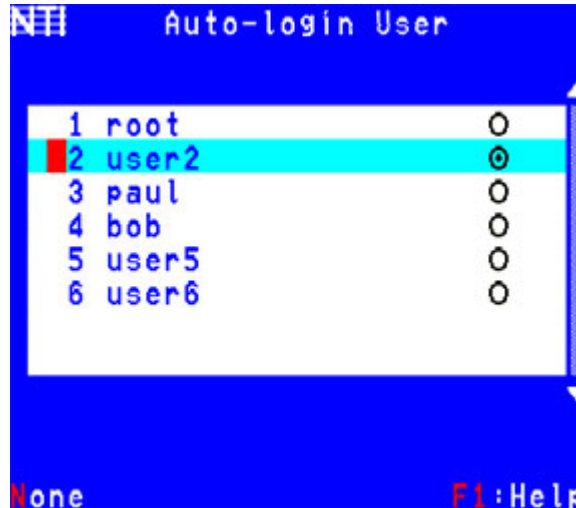 NTI Auto-login User
1 root
2 user2
3 paul
4 bob
5 user5
6 user6
None F1:Help